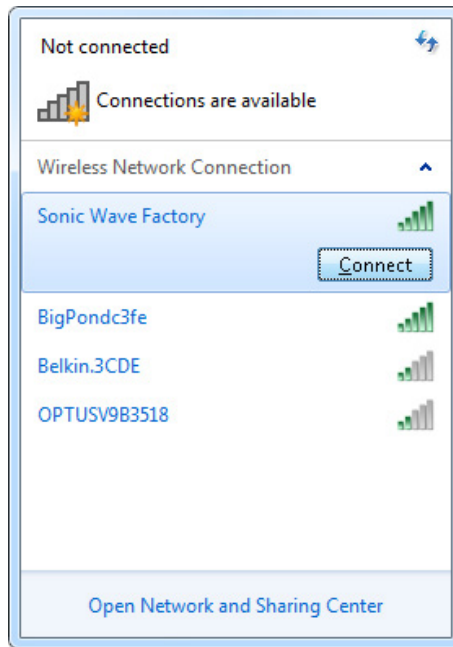 Not connected
Connections are available
Wireless Network Connection
Sonic Wave Factory
Connect
BigPondc3fe
Belkin.3CDE
OPTUSV9B3518
Open Network and Sharing Center